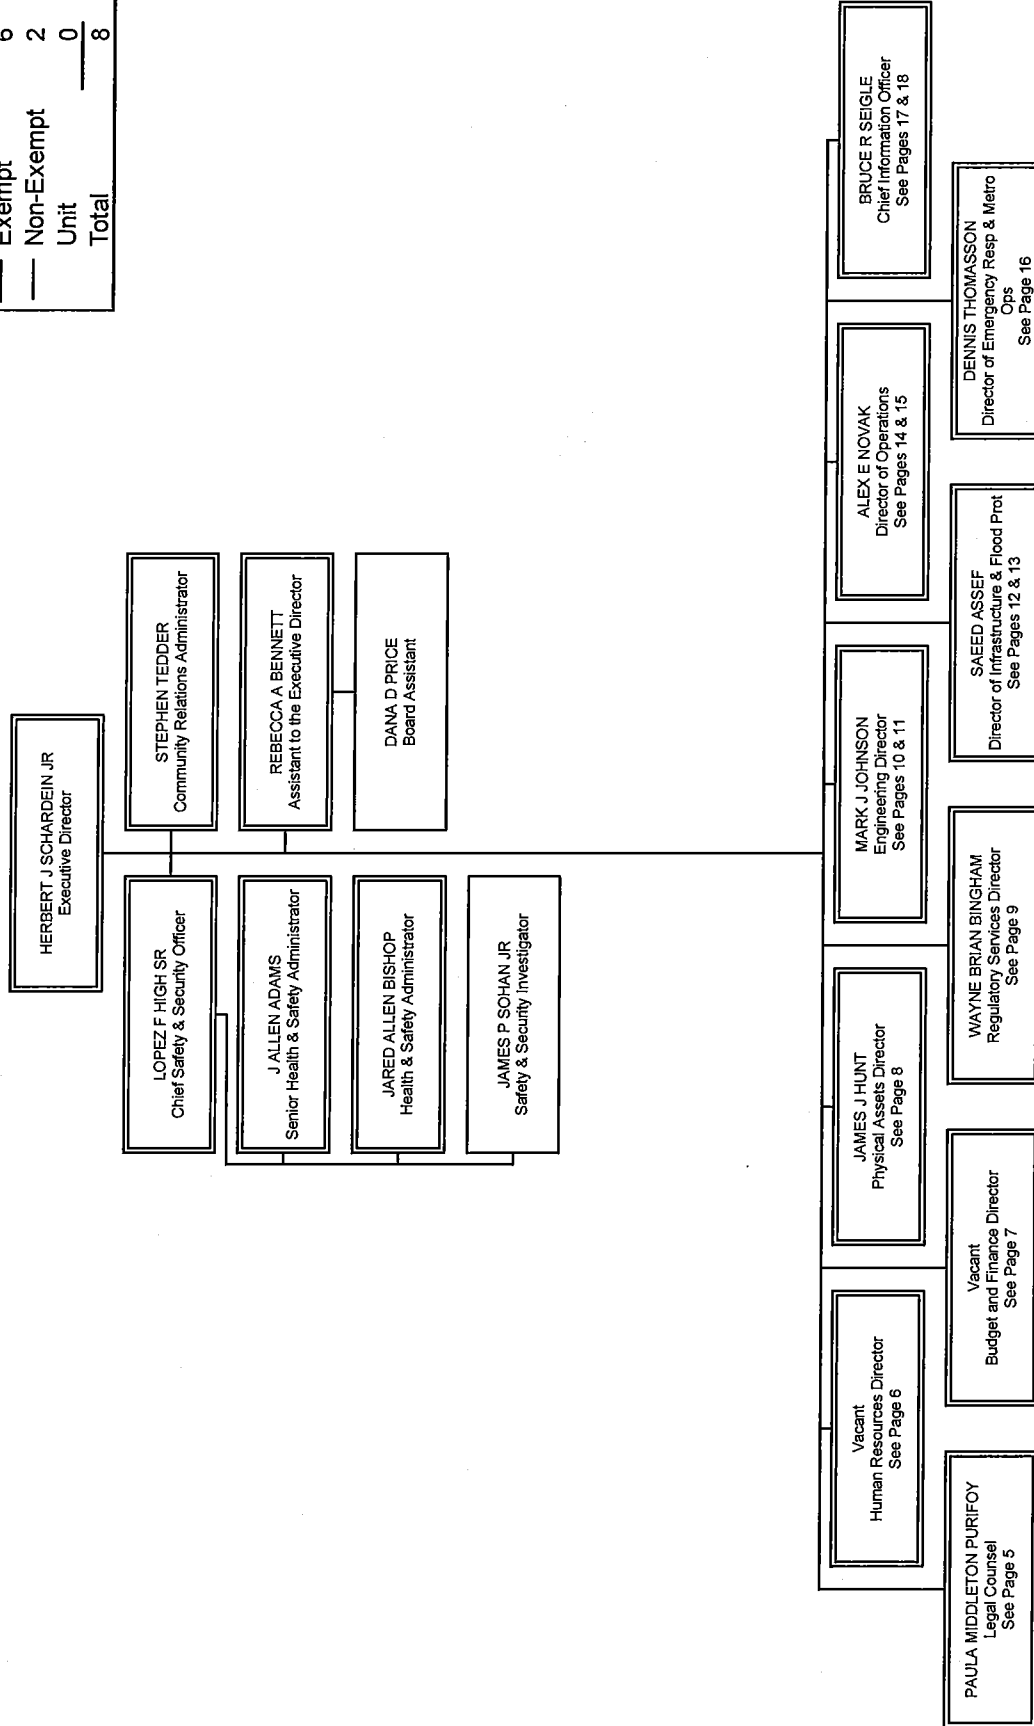 Exempt 6
Non-Exempt 2
Unit 0
Total 8
HERBERT J SCHARDEIN JR
Executive Director
LOPEZ F HIGH SR
Chief Safety & Security Officer
STEPHEN TEDDER
Community Relations Administrator
J ALLEN ADAMS
Senior Health & Safety Administrator
REBECCA A BENNETT
Assistant to the Executive Director
JARED ALLEN BISHOP
Health & Safety Administrator
DANA D PRICE
Board Assistant
JAMES P SOHAN JR
Safety & Security Investigator
Vacant
Human Resources Director
See Page 6
JAMES J HUNT
Physical Assets Director
See Page 8
MARK J JOHNSON
Engineering Director
See Pages 10 & 11
ALEX E NOVAK
Director of Operations
See Pages 14 & 15
BRUCE R SEIGLE
Chief Information Officer
See Pages 17 & 18
PAULA MIDDLETON PURIFOY
Legal Counsel
See Page 5
Vacant
Budget and Finance Director
See Page 7
WAYNE BRIAN BINGHAM
Regulatory Services Director
See Page 9
SAEED ASSEF
Director of Infrastructure & Flood Prot
See Pages 12 & 13
DENNIS THOMASSON
Director of Emergency Resp & Metro
Ops
See Page 16